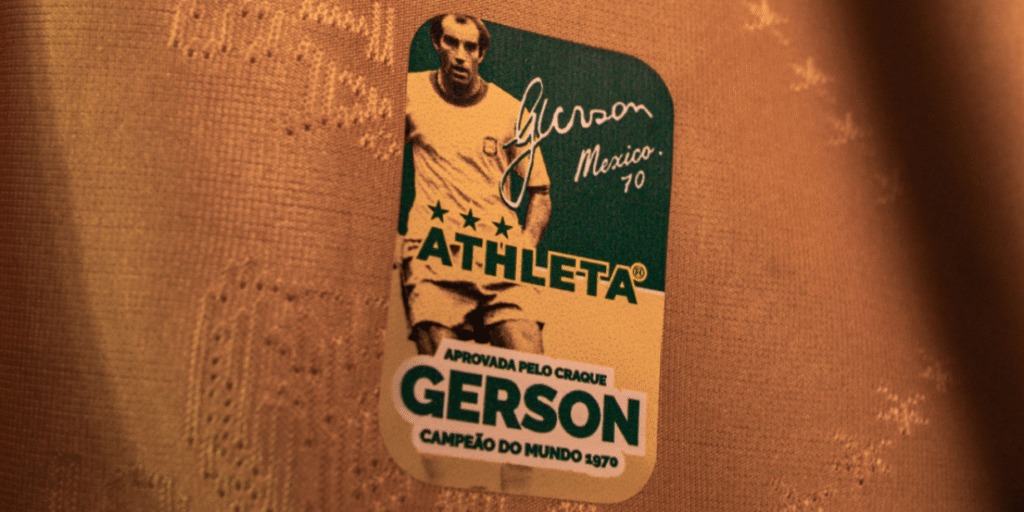 Gerson
Mexico.
70
ATHLETA®
APROVADA PELO CRAQUE
GERSON
CAMPEÃO DO MUNDO 1970